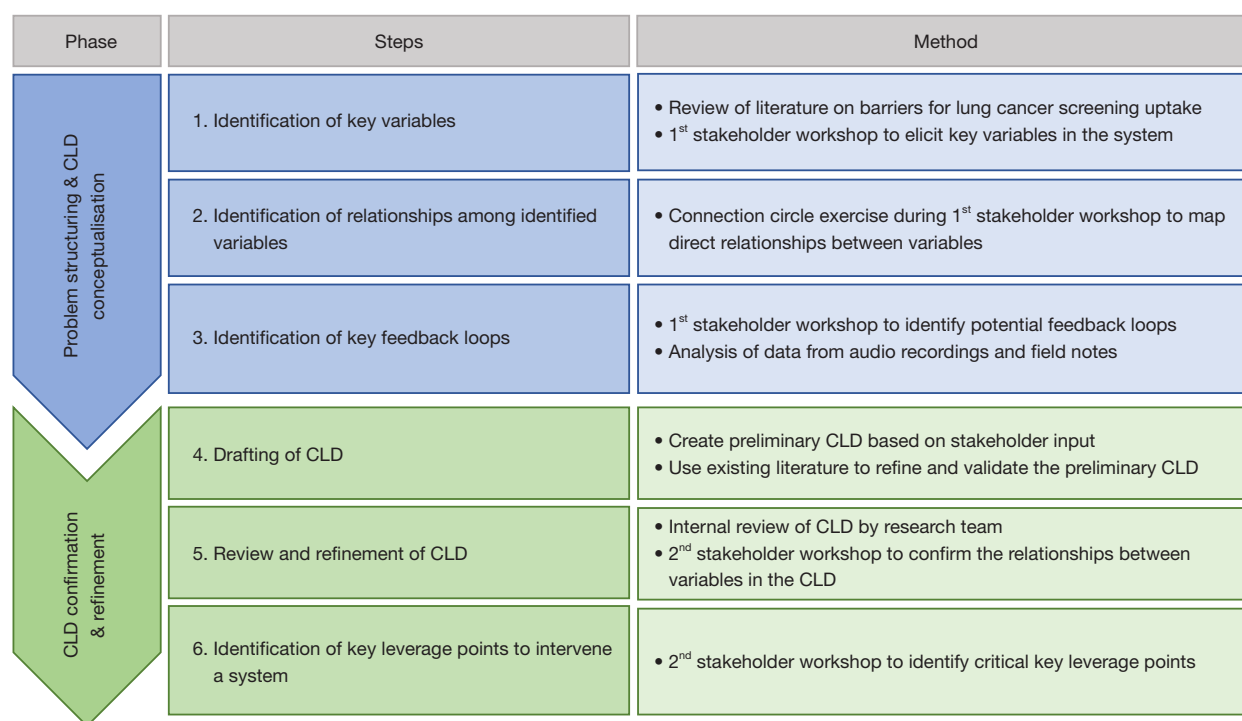 Phase
Steps
Method
Problem structuring & CLD
conceptualisation
1. Identification of key variables
• Review of literature on barriers for lung cancer screening uptake
• 1st stakeholder workshop to elicit key variables in the system
2. Identification of relationships among identified
variables
• Connection circle exercise during 1st stakeholder workshop to map
direct relationships between variables
3. Identification of key feedback loops
• 1st stakeholder workshop to identify potential feedback loops
• Analysis of data from audio recordings and field notes
CLD confirmation
& refinement
4. Drafting of CLD
• Create preliminary CLD based on stakeholder input
• Use existing literature to refine and validate the preliminary CLD
5. Review and refinement of CLD
• Internal review of CLD by research team
• 2nd stakeholder workshop to confirm the relationships between
variables in the CLD
6. Identification of key leverage points to intervene
a system
• 2nd stakeholder workshop to identify critical key leverage points